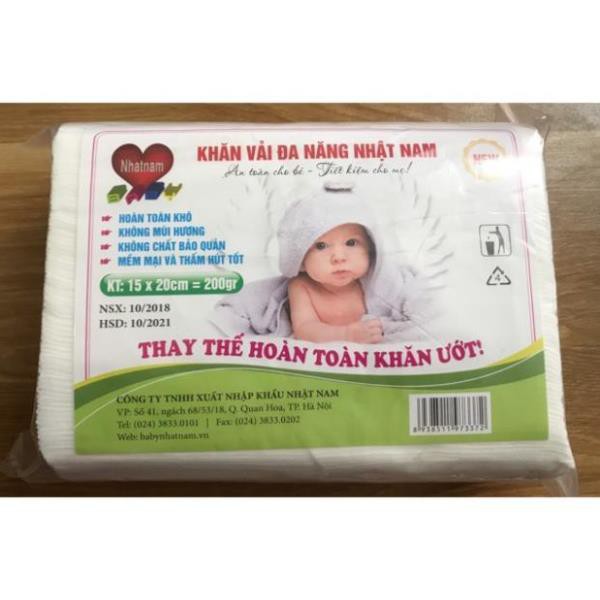 Nhatnam
BABY
KHĂN VẢI ĐA NĂNG NHẬT NAM
An toàn cho bé - Tiết kiệm cho mẹ!
NEW
HOÀN TOÀN KHÔ
KHÔNG MÙI HƯƠNG
KHÔNG CHẤT BẢO QUẢN
MỀM MẠI VÀ THẤM HÚT TỐT
KT: 15 x 20cm = 200gr
NSX: 10/2018
HSD: 10/2021
4
THAY THẾ HOÀN TOÀN KHĂN ƯỚT!
CÔNG TY TNHH XUẤT NHẬP KHẨU NHẬT NAM
VP: Số 41, ngách 68/53/18, Q. Quan Hoa, TP. Hà Nội
Tel: (024) 3833.0101 | Fax: (024) 3833.0202
Web: babynhatnam.vn
8938511973372